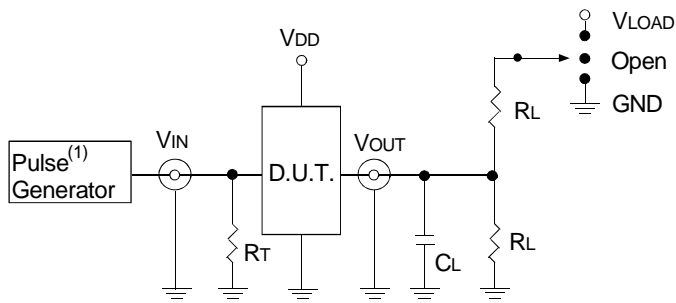 VLOAD
VDD
Open
RL
GND
VIN
VOUT
Pulse(1)
Generator
D.U.T.
RT
CL
RL